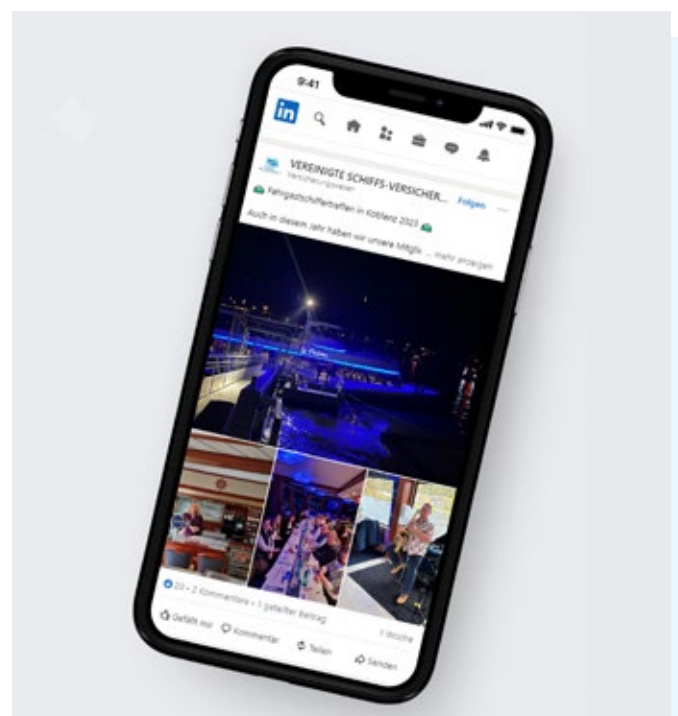 9:41
in
VEREINIGTE SCHIFFS-VERSICHER...
Folgen
Versicherungswesen
Fahrgastschiffertreffen in Koblenz 2023
Auch in diesem Jahr haben wir unsere Mitglie ... mehr anzeigen
20 • 2 Kommentare • 1 geteilter Beitrag
1 Woche
Gefällt mir
Kommentar
Teilen
Senden